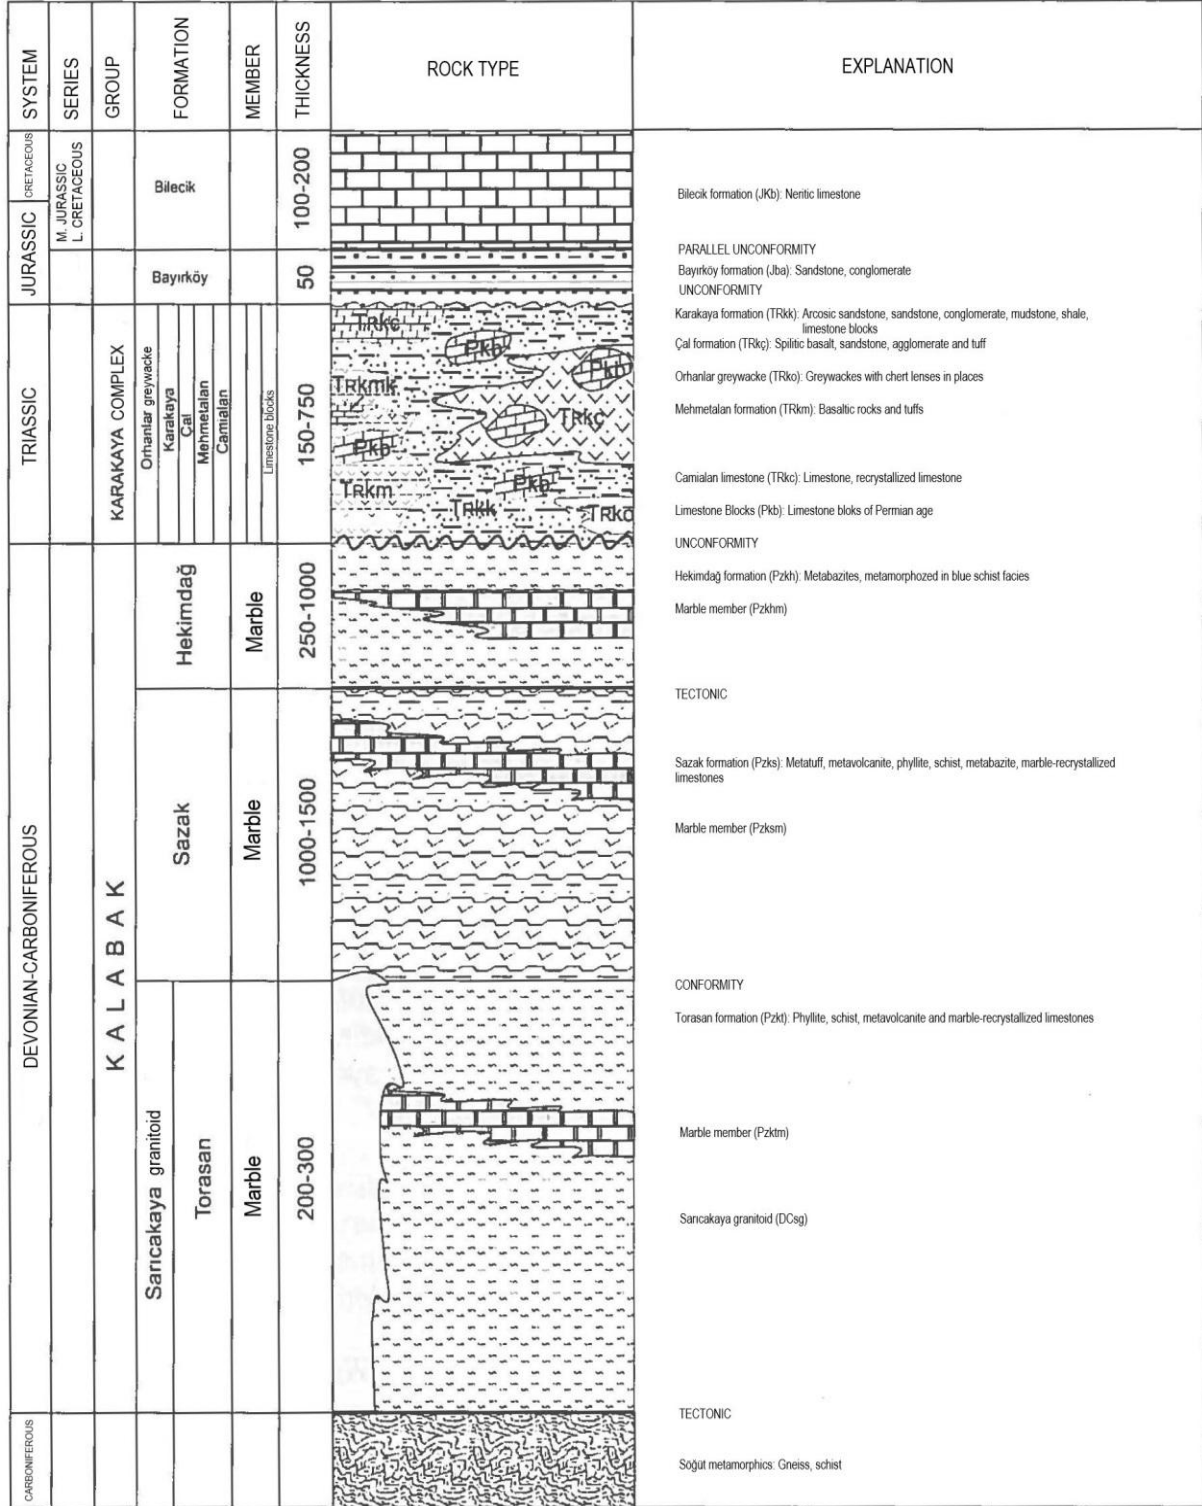 SYSTEM
SERIES
GROUP
FORMATION
MEMBER
THICKNESS
ROCK TYPE
EXPLANATION
CRETACEOUS
JURASSIC
M. JURASSIC
L. CRETACEOUS
Bilecik
100-200
Bilecik formation (JKb): Neritic limestone
PARALLEL UNCONFORMITY
Bayırköy
50
Bayırköy formation (Jba): Sandstone, conglomerate
UNCONFORMITY
TRIASSIC
KARAKAYA COMPLEX
Orhanlar greywacke
Karakaya
Çal
Mehmetalan
Camialan
Limestone blocks
150-750
TRkc
Pkb
Pkb
TRkmk
TRkç
Pkb
TRkm
Pkb
TRkk
TRko
Karakaya formation (TRkk): Arcosic sandstone, sandstone, conglomerate, mudstone, shale,
limestone blocks
Çal formation (TRkç): Spilitic basalt, sandstone, agglomerate and tuff
Orhanlar greywacke (TRko): Greywackes with chert lenses in places
Mehmetalan formation (TRkm): Basaltic rocks and tuffs
Camialan limestone (TRkc): Limestone, recrystallized limestone
Limestone Blocks (Pkb): Limestone bloks of Permian age
UNCONFORMITY
DEVONIAN-CARBONIFEROUS
KALABAK
Hekimdağ
Marble
250-1000
Hekimdağ formation (Pzkh): Metabazites, metamorphozed in blue schist facies
Marble member (Pzkhm)
TECTONIC
Sazak
Marble
1000-1500
Sazak formation (Pzks): Metatuff, metavolcanite, phyllite, schist, metabazite, marble-recrystallized
limestones
Marble member (Pzksm)
CONFORMITY
Sarıcakaya granitoid
Torasan
Marble
200-300
Torasan formation (Pzkt): Phyllite, schist, metavolcanite and marble-recrystallized limestones
Marble member (Pzktm)
Sarıcakaya granitoid (DCsg)
TECTONIC
CARBONIFEROUS
Söğüt metamorphics: Gneiss, schist